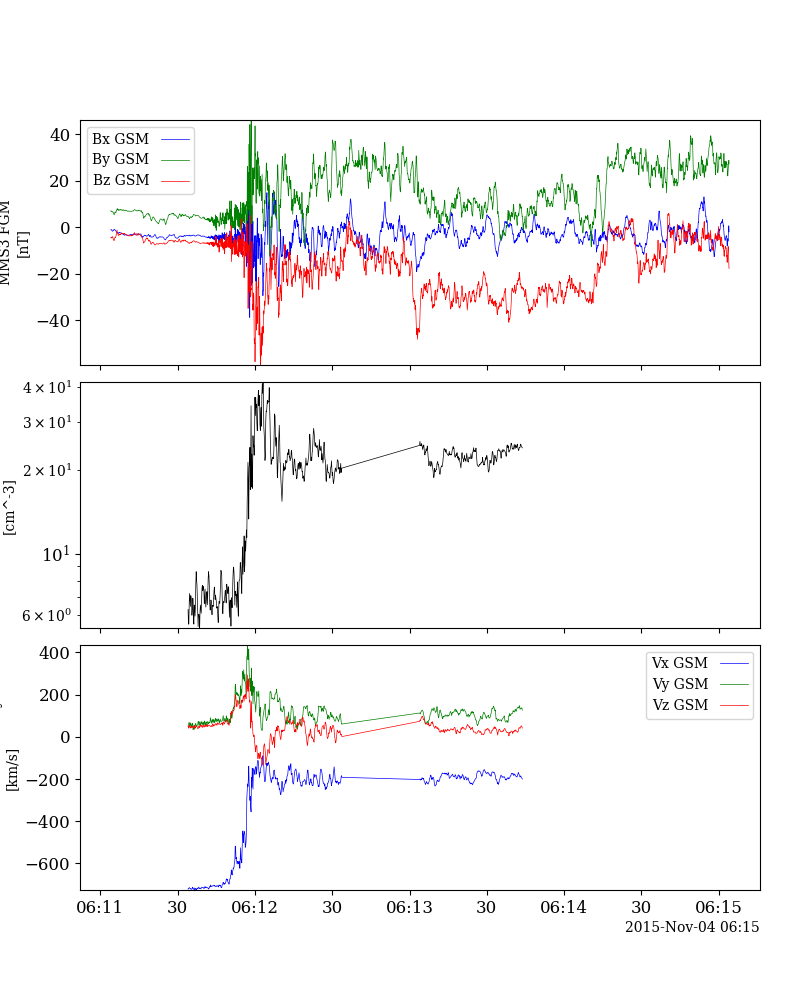 40
20
0
−20
−40
MMS3 FGM
[nT]
Bx GSM
By GSM
Bz GSM
4 × 10¹
3 × 10¹
2 × 10¹
10¹
6 × 10⁰
[cm^-3]
400
200
0
−200
−400
−600
[km/s]
Vx GSM
Vy GSM
Vz GSM
06:11 30 06:12 30 06:13 30 06:14 30 06:15
2015-Nov-04 06:15